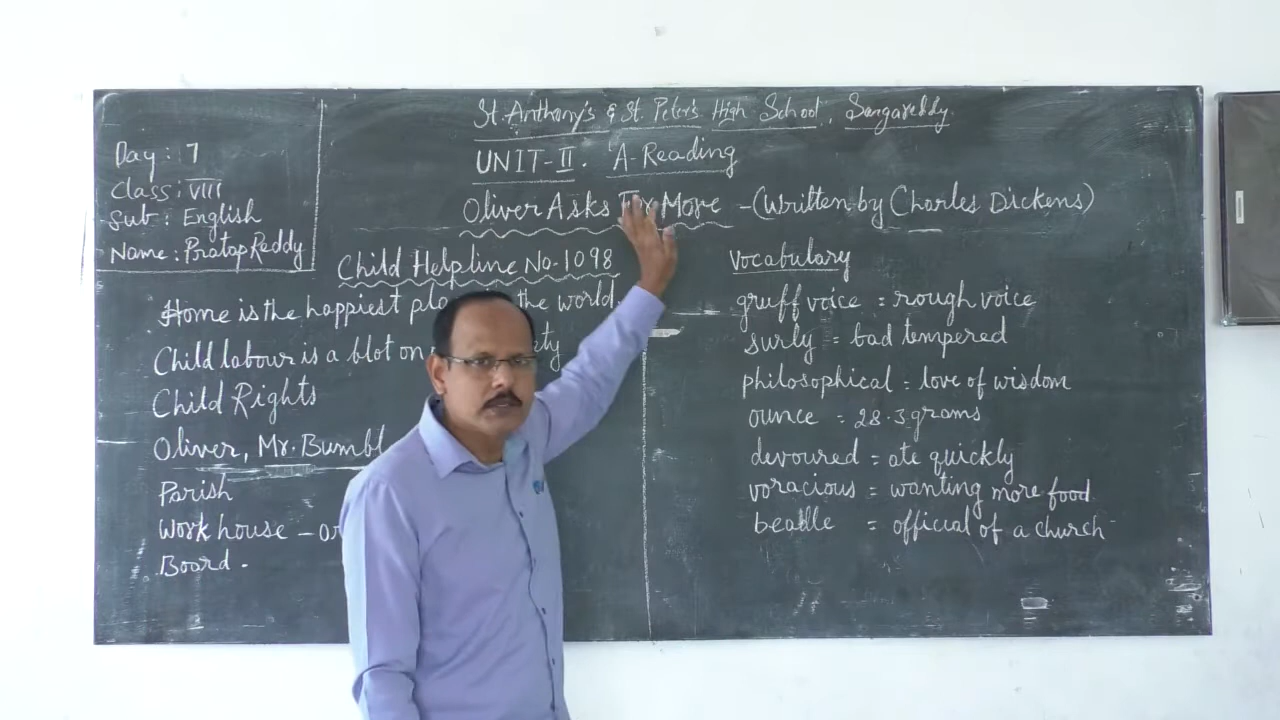 St. Anthony's & St. Peter's High School, Sangareddy.
UNIT-II. A-Reading
Oliver Asks For More - (Written by Charles Dickens)
Day: 7
Class: VIII
Sub: English
Name: Pratap Reddy
Child Helpline No-1098
Home is the happiest the world.
Child labour is a blot on
Child Rights
Oliver, Mr. Bumbl
Parish
Work house -
Board.
Vocabulary
gruff voice = rough voice
surly = bad tempered
philosophical = love of wisdom
ounce = 28.3grams
devoured = ate quickly
voracious = wanting more food
beadle = official of a church